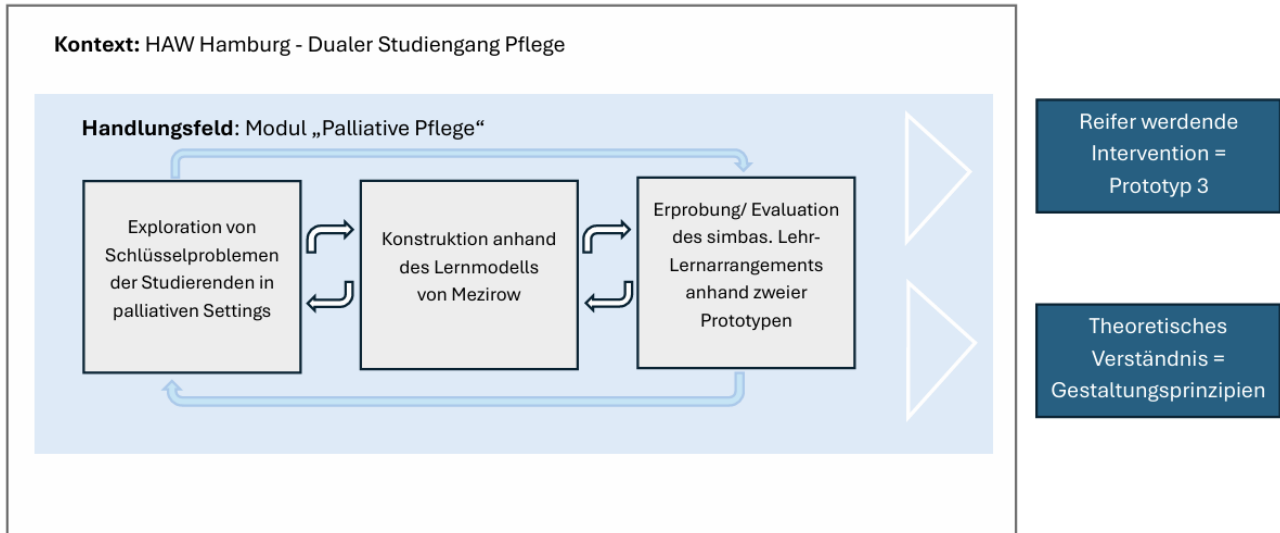 Kontext: HAW Hamburg - Dualer Studiengang Pflege
Handlungsfeld: Modul „Palliative Pflege“
Exploration von
Schlüsselproblemen
der Studierenden in
palliativen Settings
Konstruktion anhand
des Lernmodells
von Mezirow
Erprobung/ Evaluation
des simbas. Lehr-
Lernarrangements
anhand zweier
Prototypen
Reifer werdende
Intervention =
Prototyp 3
Theoretisches
Verständnis =
Gestaltungsprinzipien